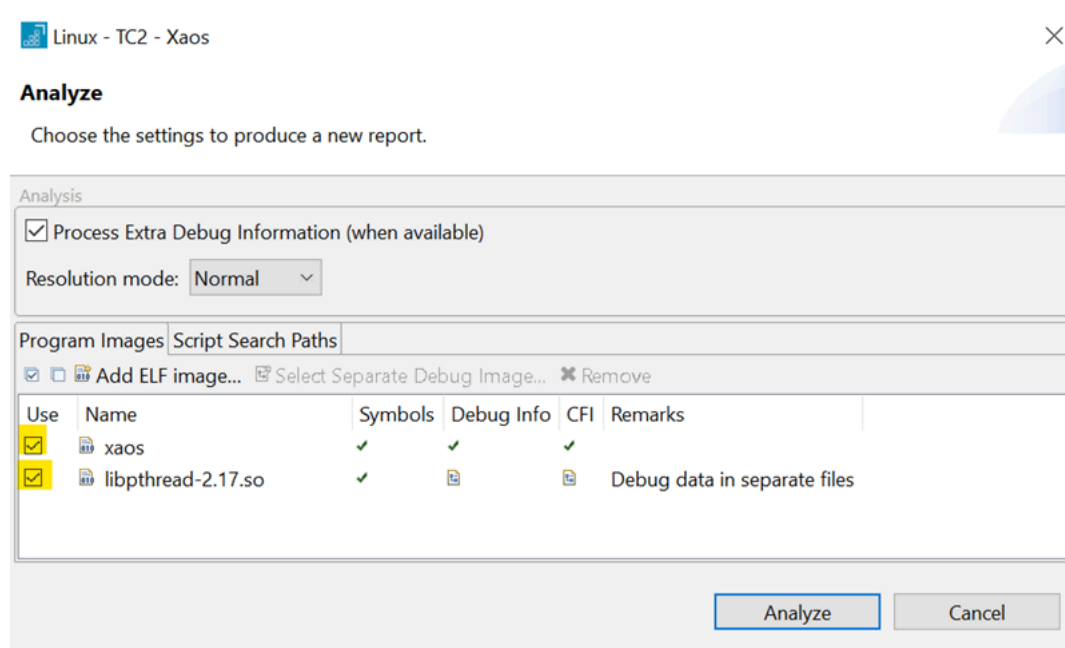 Linux - TC2 - Xaos
Analyze
Choose the settings to produce a new report.
Analysis
Process Extra Debug Information (when available)
Resolution mode: Normal
Program Images Script Search Paths
Add ELF image... Select Separate Debug Image... Remove
Use Name Symbols Debug Info CFI Remarks
xaos
libpthread-2.17.so Debug data in separate files
Analyze Cancel